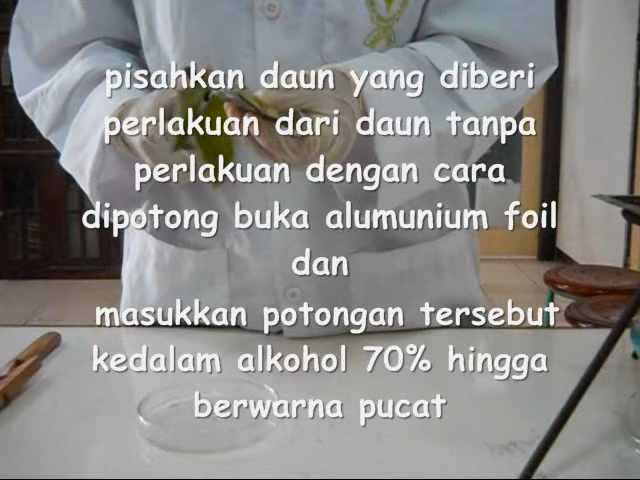 pisahkan daun yang diberi
perlakuan dari daun tanpa
perlakuan dengan cara
dipotong buka alumunium foil
dan
masukkan potongan tersebut
kedalam alkohol 70% hingga
berwarna pucat